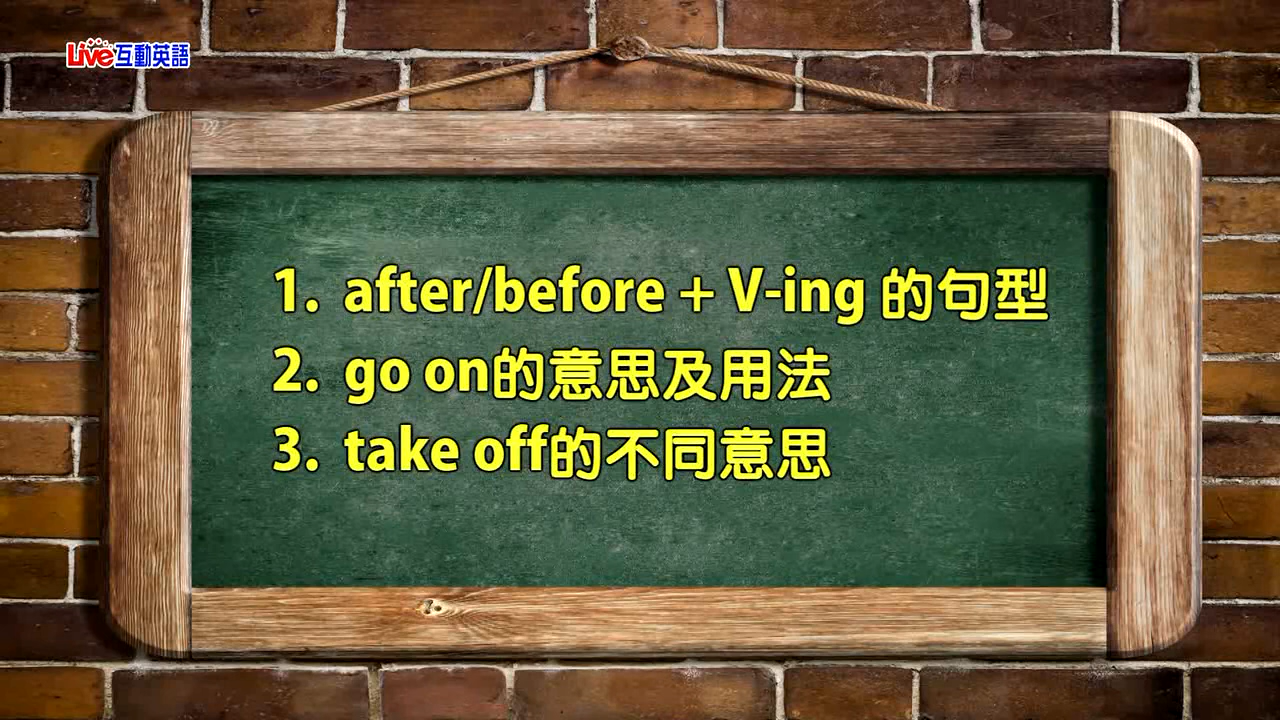 Live互動英語
1. after/before + V-ing 的句型
2. go on的意思及用法
3. take off的不同意思